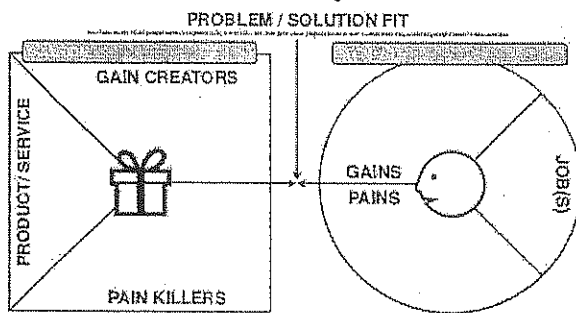 PROBLEM / SOLUTION FIT
GAIN CREATORS
PRODUCT/ SERVICE
PAIN KILLERS
GAINS
PAINS
JOB(S)